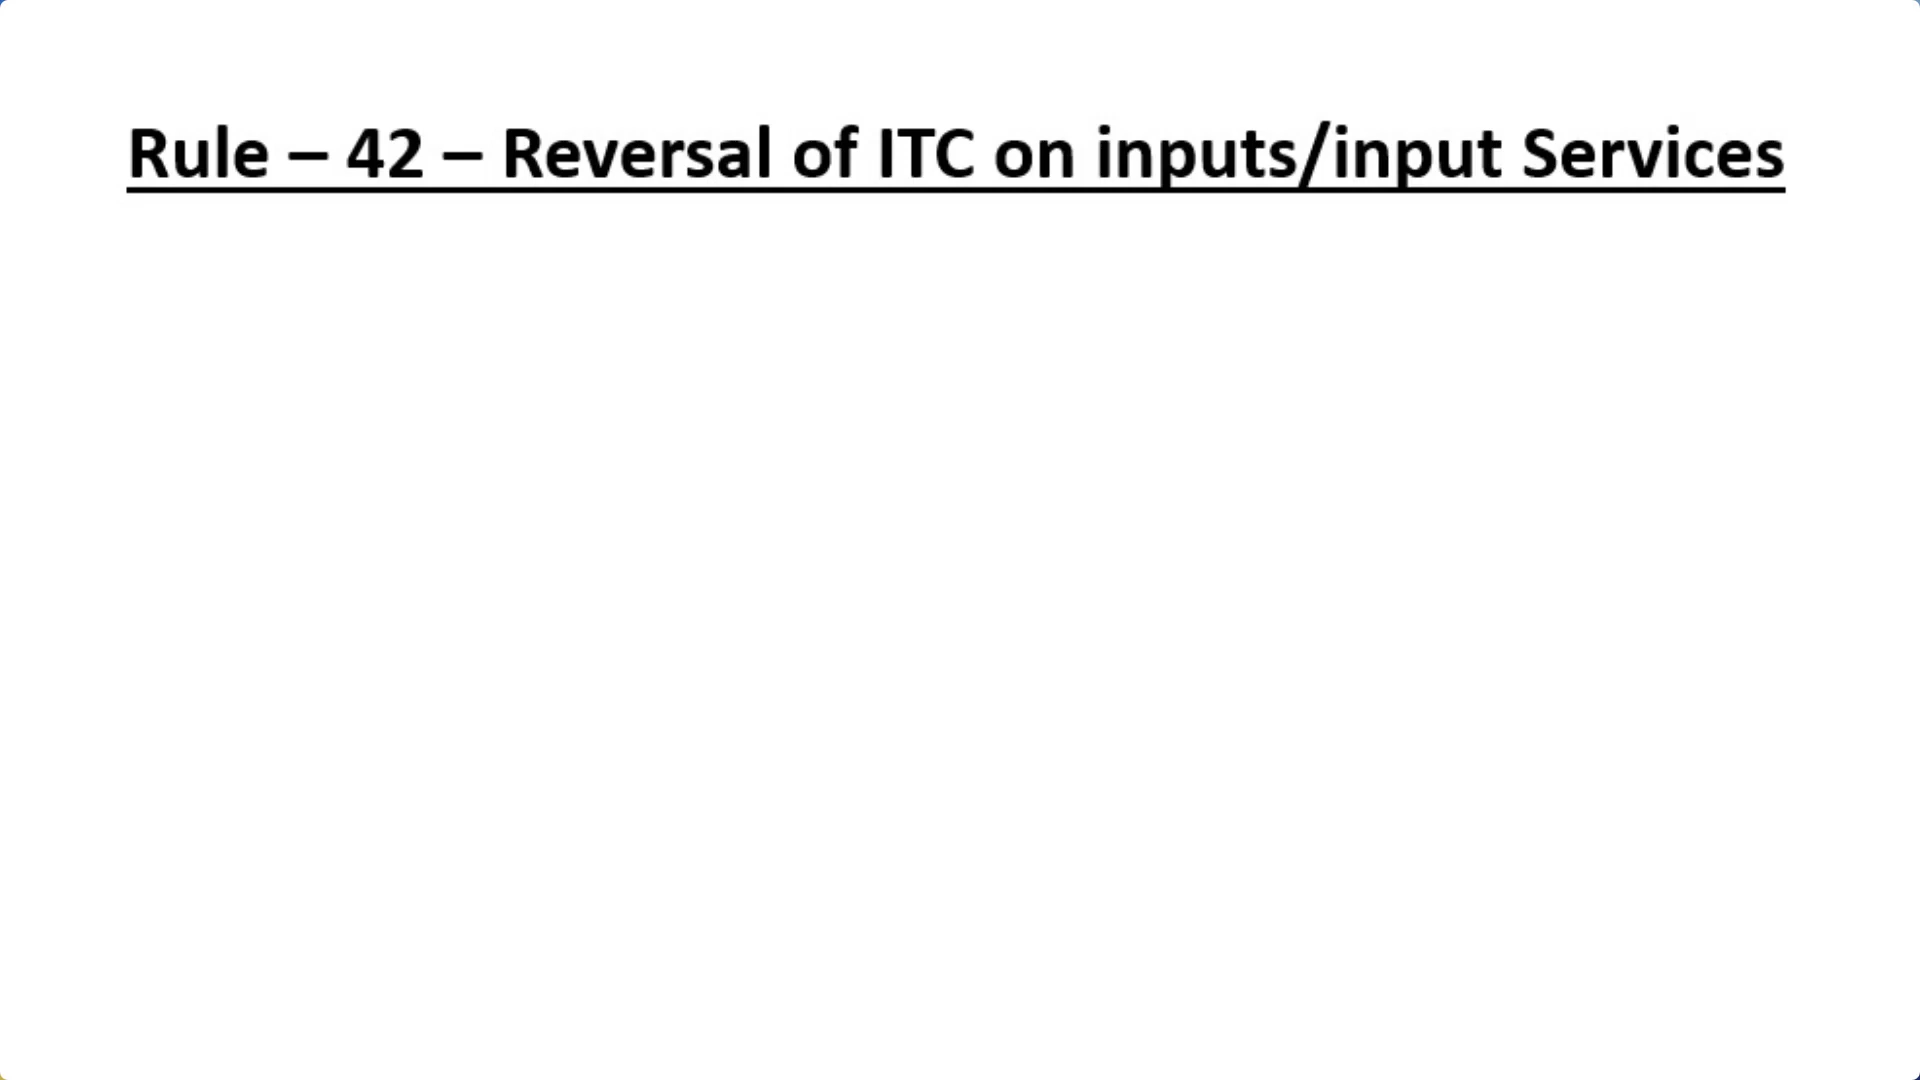 Rule – 42 – Reversal of ITC on inputs/input Services